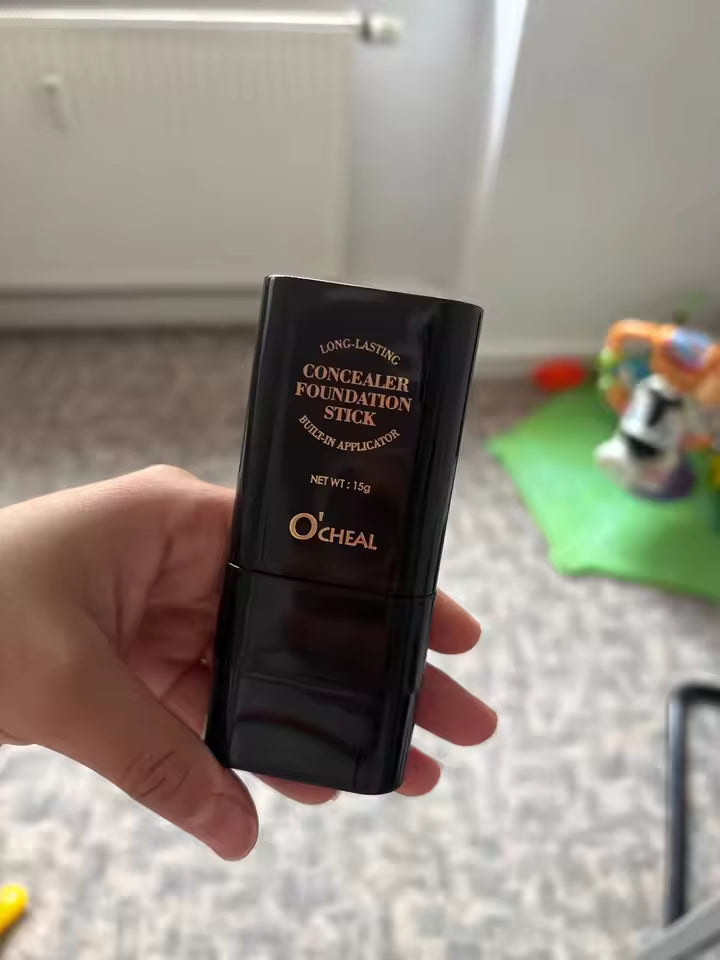 LONG-LASTING
CONCEALER
FOUNDATION
STICK
BUILT-IN APPLICATOR
NET WT : 15g
O'CHEAL